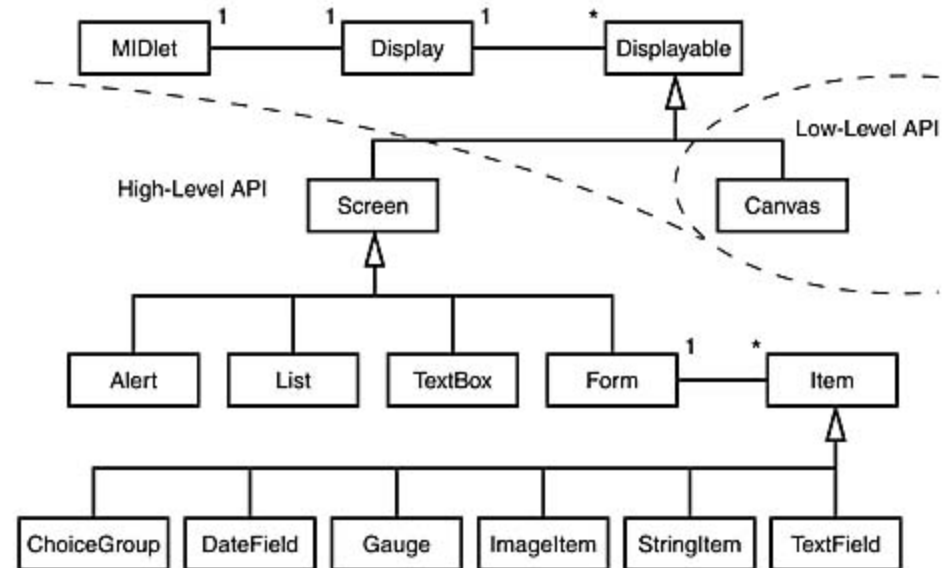 1 1 1 *
MIDlet Display Displayable
Low-Level API
High-Level API
Screen Canvas
1 *
Alert List TextBox Form Item
ChoiceGroup DateField Gauge ImageItem StringItem TextField